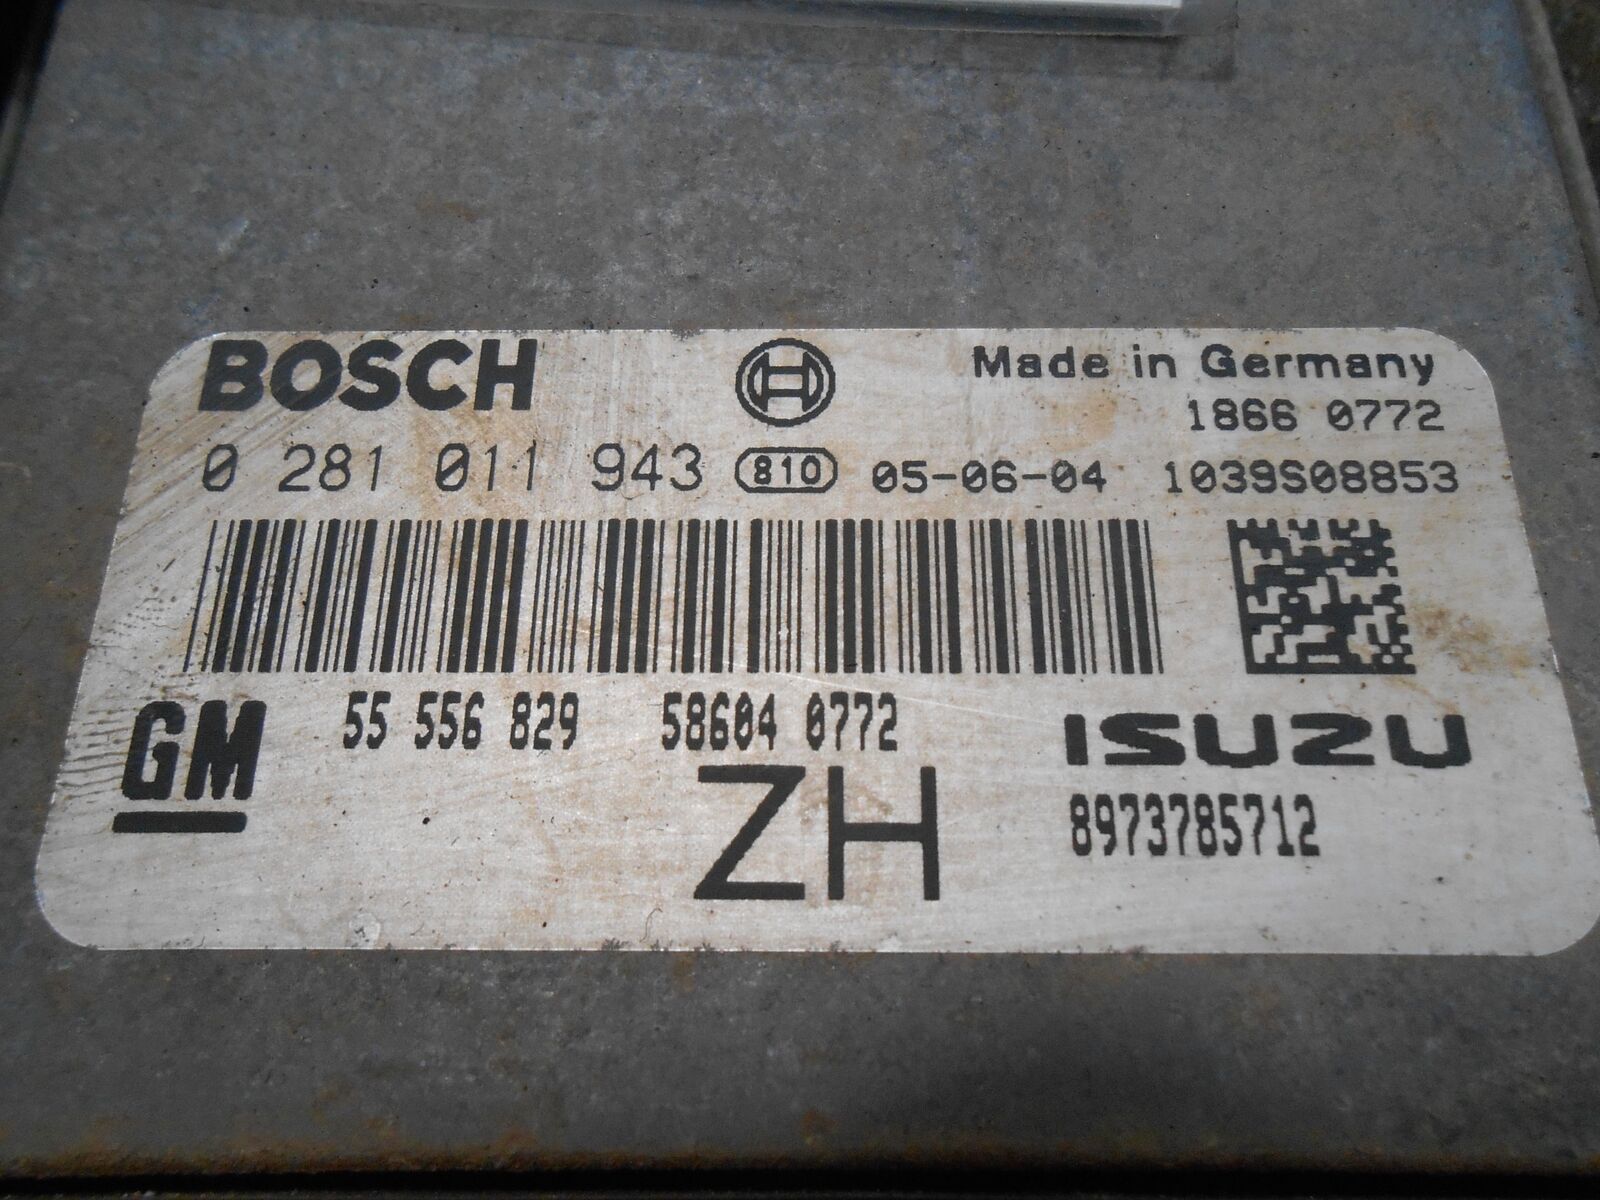 BOSCH
Made in Germany
1866 0772
0 281 011 943 810 05-06-04 1039S08853
GM 55 556 829 58604 0772 ISUZU
ZH 8973785712